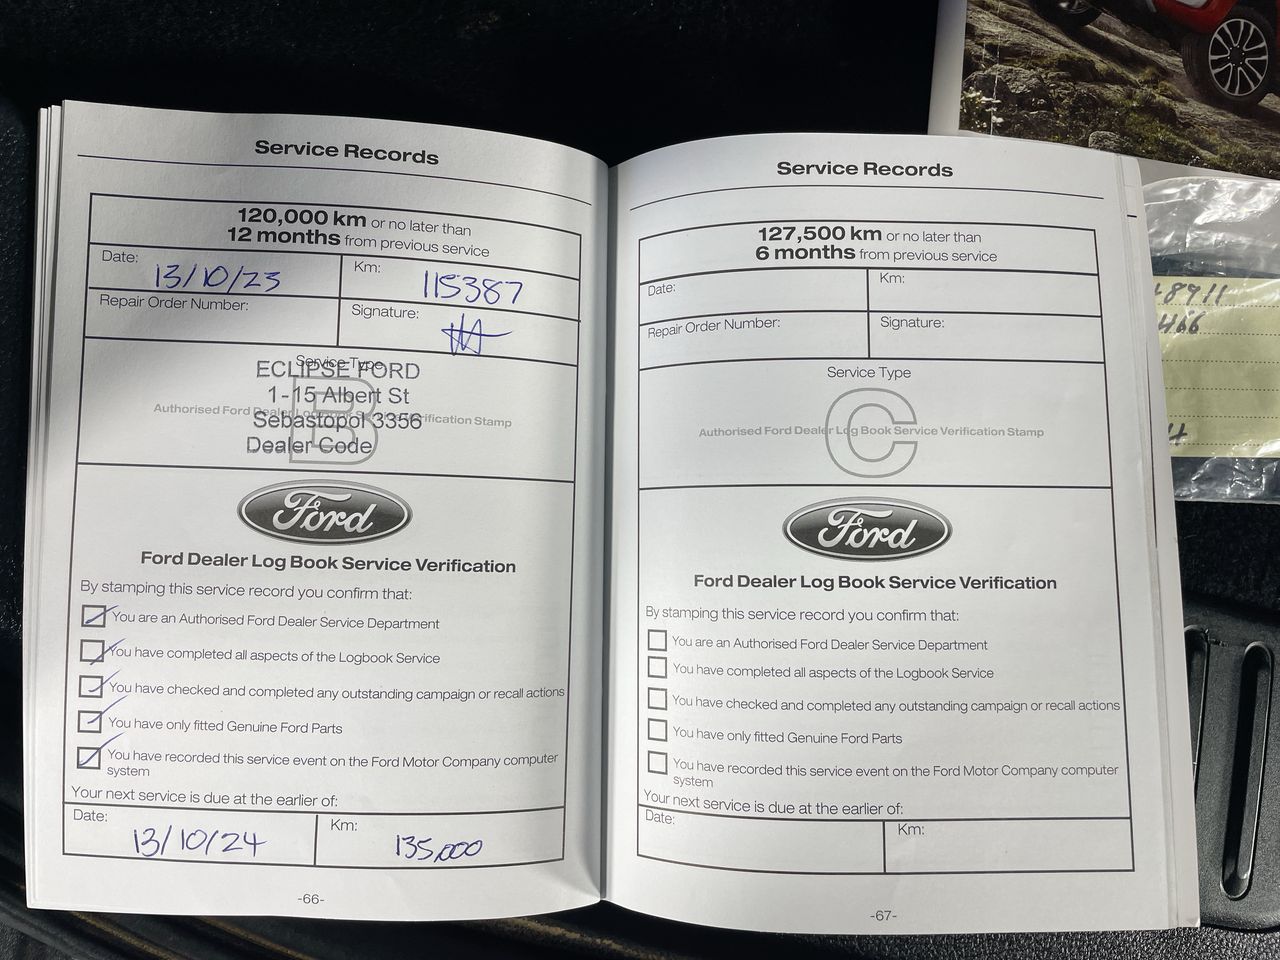 Service Records
120,000 km or no later than
12 months from previous service
Date: 13/10/23
Km: 115387
Repair Order Number:
Signature:
Service Type
B
Authorised Ford Dealer Log Book Service Verification Stamp
ECLIPSE FORD
1-15 Albert St
Sebastopol 3356
Dealer Code
Ford
Ford Dealer Log Book Service Verification
By stamping this service record you confirm that:
You are an Authorised Ford Dealer Service Department
You have completed all aspects of the Logbook Service
You have checked and completed any outstanding campaign or recall actions
You have only fitted Genuine Ford Parts
You have recorded this service event on the Ford Motor Company computer
system
Your next service is due at the earlier of:
Date: 13/10/24
Km: 135,000
-66-
Service Records
127,500 km or no later than
6 months from previous service
Date:
Km:
Repair Order Number:
Signature:
Service Type
C
Authorised Ford Dealer Log Book Service Verification Stamp
Ford
Ford Dealer Log Book Service Verification
By stamping this service record you confirm that:
You are an Authorised Ford Dealer Service Department
You have completed all aspects of the Logbook Service
You have checked and completed any outstanding campaign or recall actions
You have only fitted Genuine Ford Parts
You have recorded this service event on the Ford Motor Company computer
system
Your next service is due at the earlier of:
Date:
Km:
-67-
8911
466